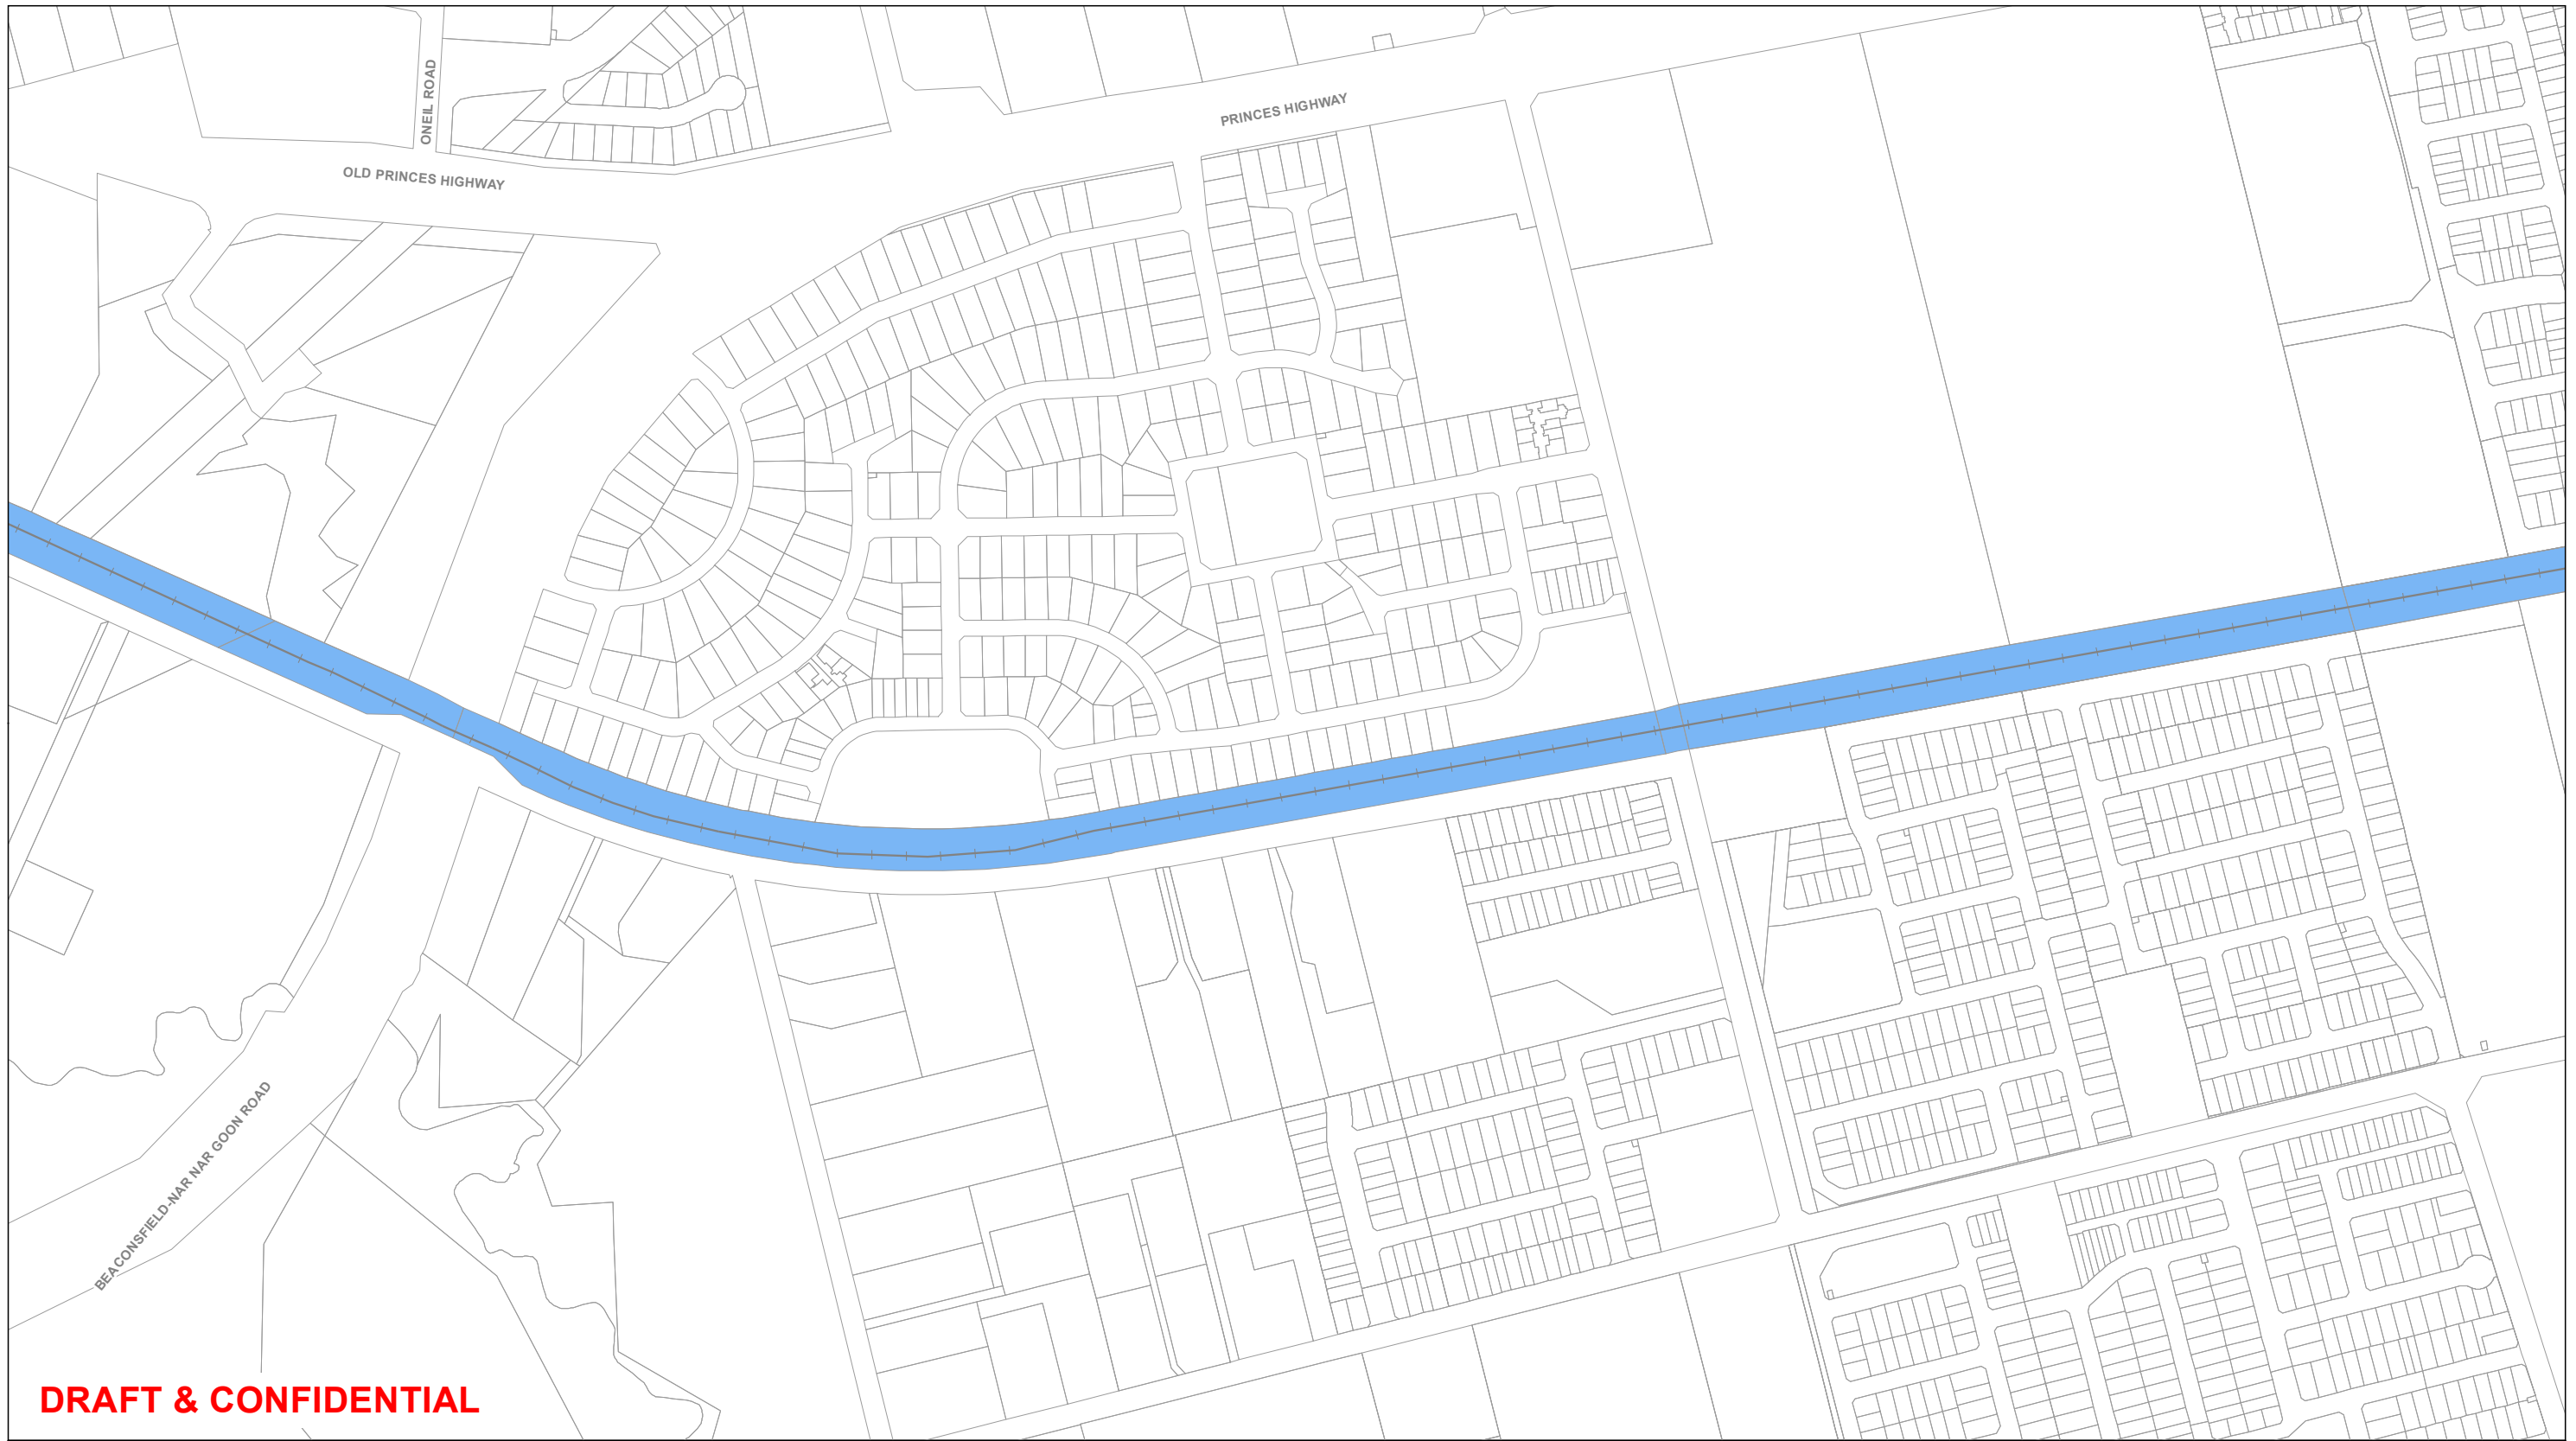 ONEIL ROAD
PRINCES HIGHWAY
OLD PRINCES HIGHWAY
BEACONSFIELD-NAR NAR GOON ROAD
DRAFT & CONFIDENTIAL